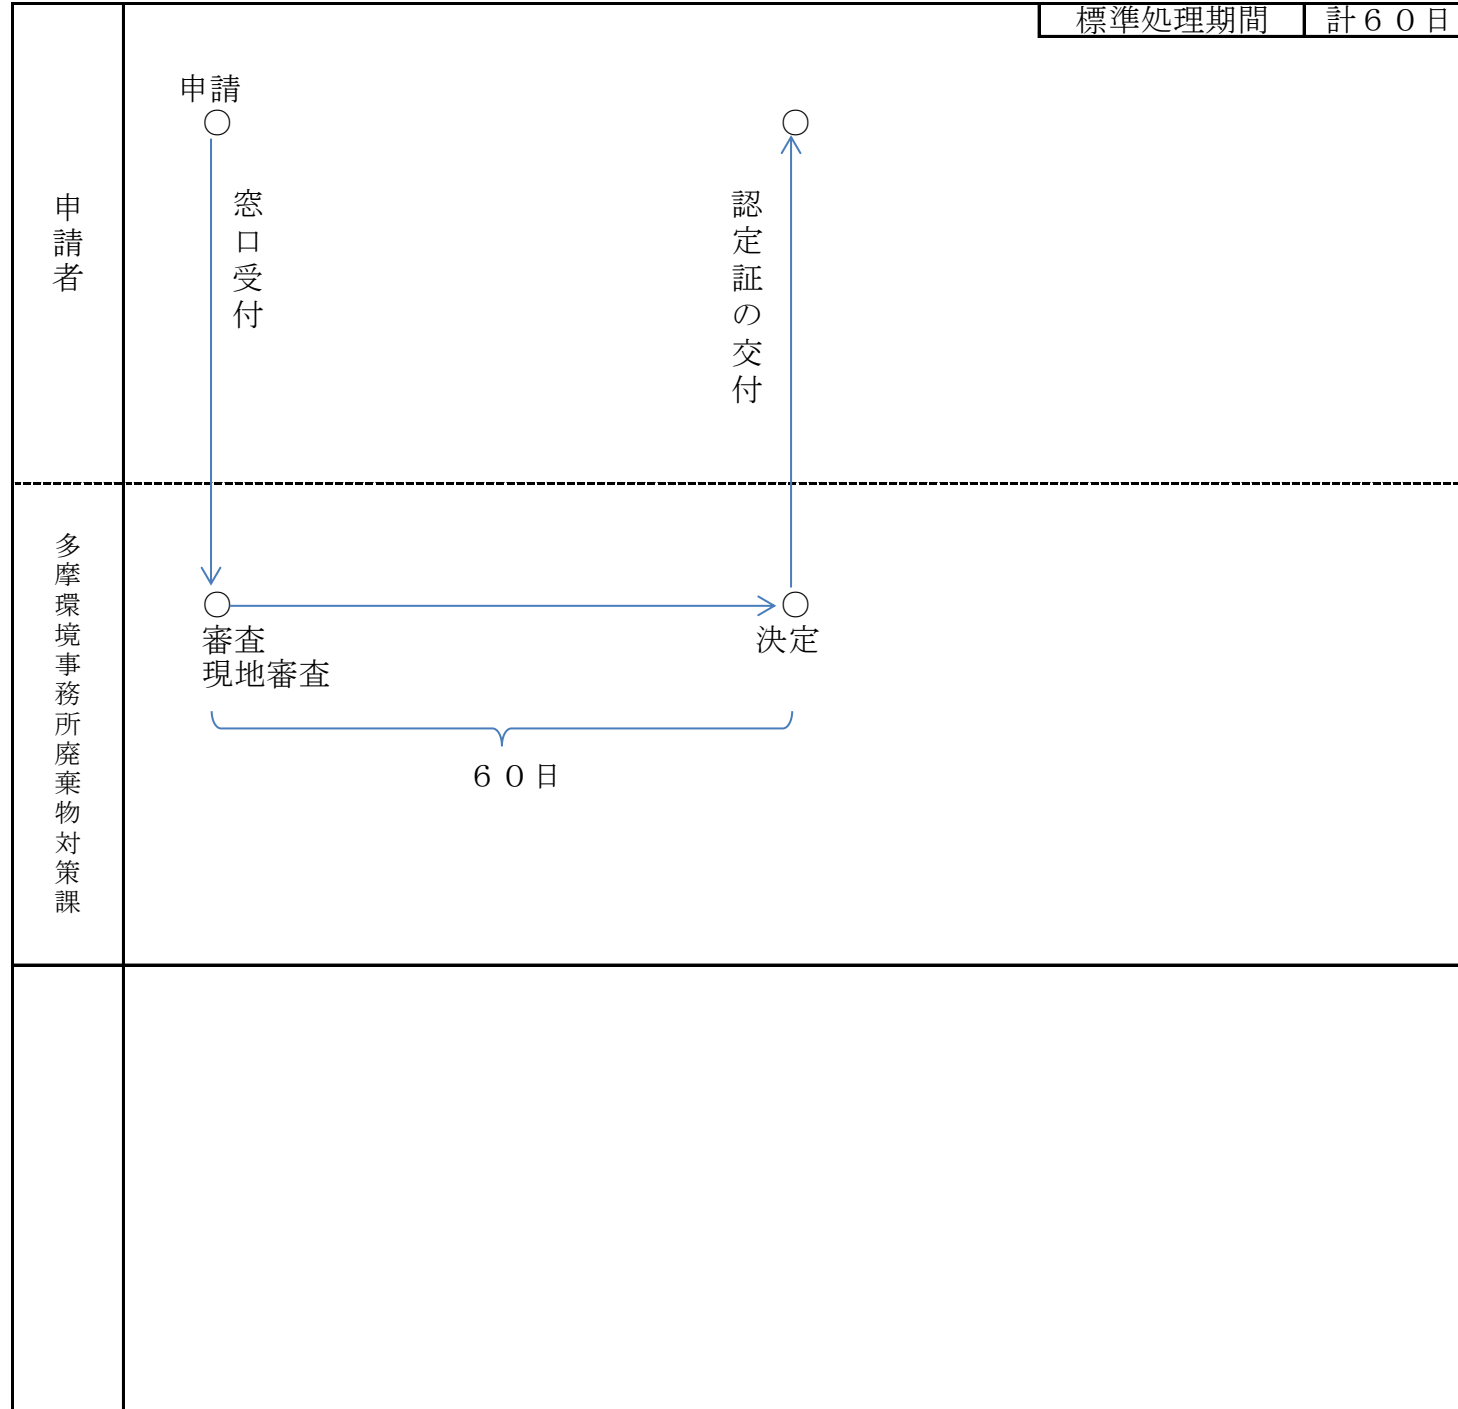 標準処理期間 計６０日
申請
申請者
窓口受付
認定証の交付
多摩環境事務所廃棄物対策課
審査
現地審査
決定
６０日